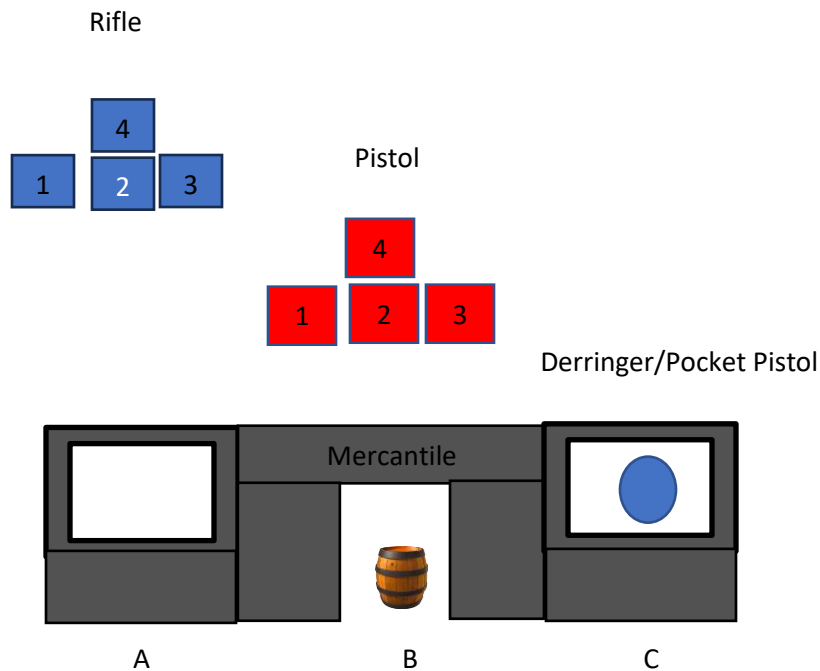 Rifle
4
1 2 3
Pistol
4
1 2 3
Derringer/Pocket Pistol
Mercantile
A B C